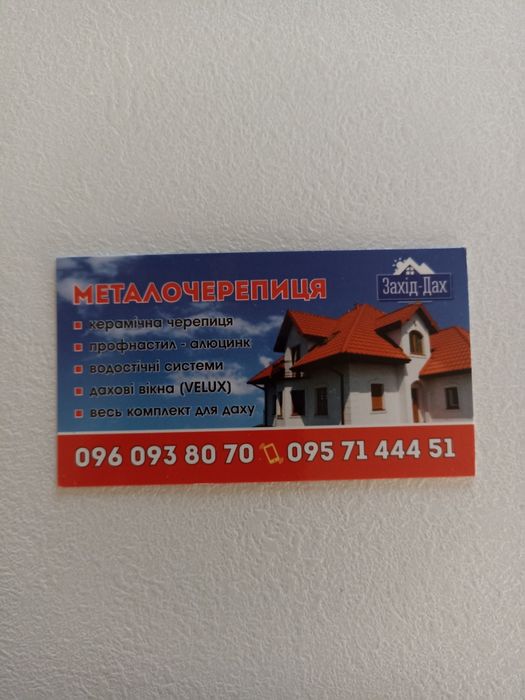 МЕТАЛОЧЕРЕПИЦЯ
Захід-Дах
керамічна черепиця
профнастил - алюцинк
водостічні системи
дахові вікна (VELUX)
весь комплект для даху
096 093 80 70 095 71 444 51